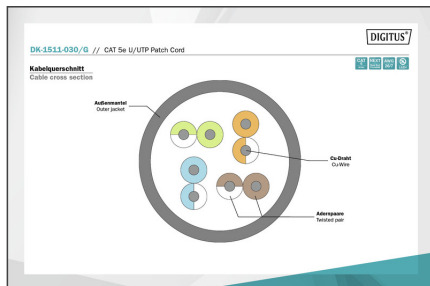 DIGITUS®
DK-1511-030/G // CAT 5e U/UTP Patch Cord
Kabelquerschnitt
Cable cross section
Außenmantel
Outer jacket
Cu-Draht
Cu-Wire
Adernpaare
Twisted pair